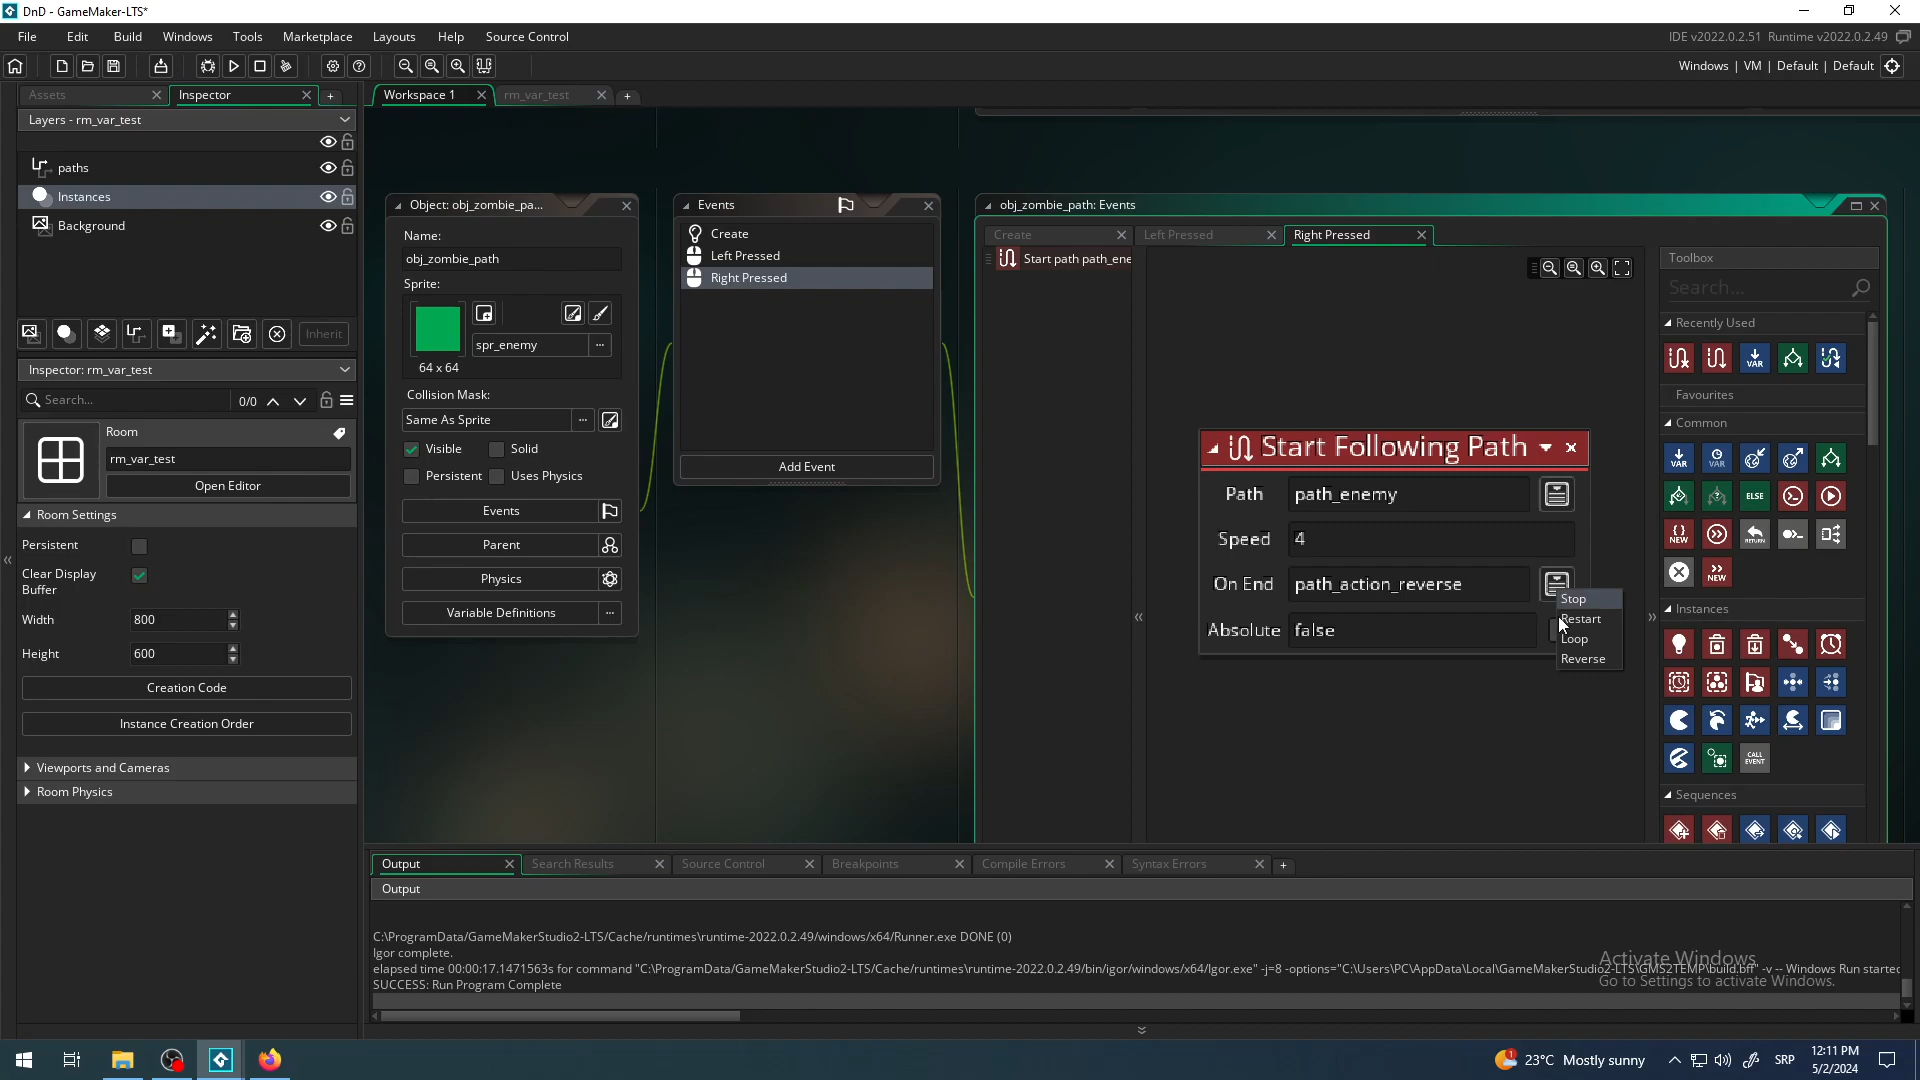 DnD - GameMaker-LTS*
File Edit Build Windows Tools Marketplace Layouts Help Source Control
IDE v2022.0.2.51 Runtime v2022.0.2.49
Windows | VM | Default | Default
Assets Inspector
Workspace 1 rm_var_test
Layers - rm_var_test
paths
Instances
Background
Inherit
Inspector: rm_var_test
Search... 0/0
Room
rm_var_test
Open Editor
Room Settings
Persistent
Clear Display
Buffer
Width 800
Height 600
Creation Code
Instance Creation Order
Viewports and Cameras
Room Physics
Object: obj_zombie_pa...
Name:
obj_zombie_path
Sprite:
spr_enemy
64 x 64
Collision Mask:
Same As Sprite
Visible Solid
Persistent Uses Physics
Events
Parent
Physics
Variable Definitions
Events
Create
Left Pressed
Right Pressed
Add Event
obj_zombie_path: Events
Create Left Pressed Right Pressed
Start path path_ene
Start Following Path
Path path_enemy
Speed 4
On End path_action_reverse
Absolute false
Stop
Restart
Loop
Reverse
Toolbox
Search...
Recently Used
VAR
Favourites
Common
VAR VAR
ELSE
NEW RETURN
NEW
Instances
CALL
EVENT
Sequences
Output Search Results Source Control Breakpoints Compile Errors Syntax Errors
Output
C:\ProgramData/GameMakerStudio2-LTS/Cache/runtimes\runtime-2022.0.2.49/windows/x64/Runner.exe DONE (0)
Igor complete.
elapsed time 00:00:17.1471563s for command "C:\ProgramData/GameMakerStudio2-LTS/Cache/runtimes\runtime-2022.0.2.49/bin/igor/windows/x64/Igor.exe" -j=8 -options="C:\Users\PC\AppData\Local\GameMakerStudio2-LTS\GMS2TEMP\build.bff" -v -- Windows Run started
SUCCESS: Run Program Complete
Activate Windows
Go to Settings to activate Windows.
23°C Mostly sunny
SRP
12:11 PM
5/2/2024